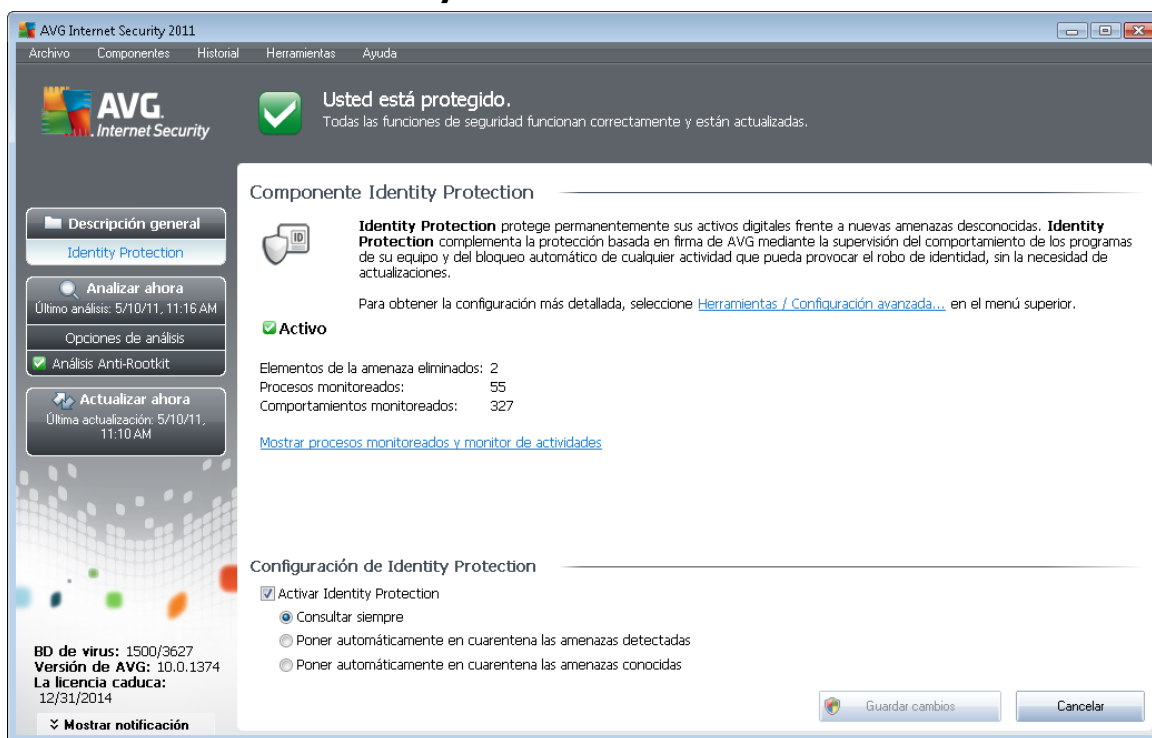 AVG Internet Security 2011
Archivo Componentes Historial Herramientas Ayuda
AVG.
Internet Security
Usted está protegido.
Todas las funciones de seguridad funcionan correctamente y están actualizadas.
Descripción general
Identity Protection
Analizar ahora
Último análisis: 5/10/11, 11:16 AM
Opciones de análisis
Análisis Anti-Rootkit
Actualizar ahora
Última actualización: 5/10/11,
11:10 AM
BD de virus: 1500/3627
Versión de AVG: 10.0.1374
La licencia caduca:
12/31/2014
Mostrar notificación
Componente Identity Protection
ID
Identity Protection protege permanentemente sus activos digitales frente a nuevas amenazas desconocidas. Identity
Protection complementa la protección basada en firma de AVG mediante la supervisión del comportamiento de los programas
de su equipo y del bloqueo automático de cualquier actividad que pueda provocar el robo de identidad, sin la necesidad de
actualizaciones.
Para obtener la configuración más detallada, seleccione Herramientas / Configuración avanzada... en el menú superior.
Activo
Elementos de la amenaza eliminados: 2
Procesos monitoreados: 55
Comportamientos monitoreados: 327
Mostrar procesos monitoreados y monitor de actividades
Configuración de Identity Protection
Activar Identity Protection
Consultar siempre
Poner automáticamente en cuarentena las amenazas detectadas
Poner automáticamente en cuarentena las amenazas conocidas
Guardar cambios Cancelar